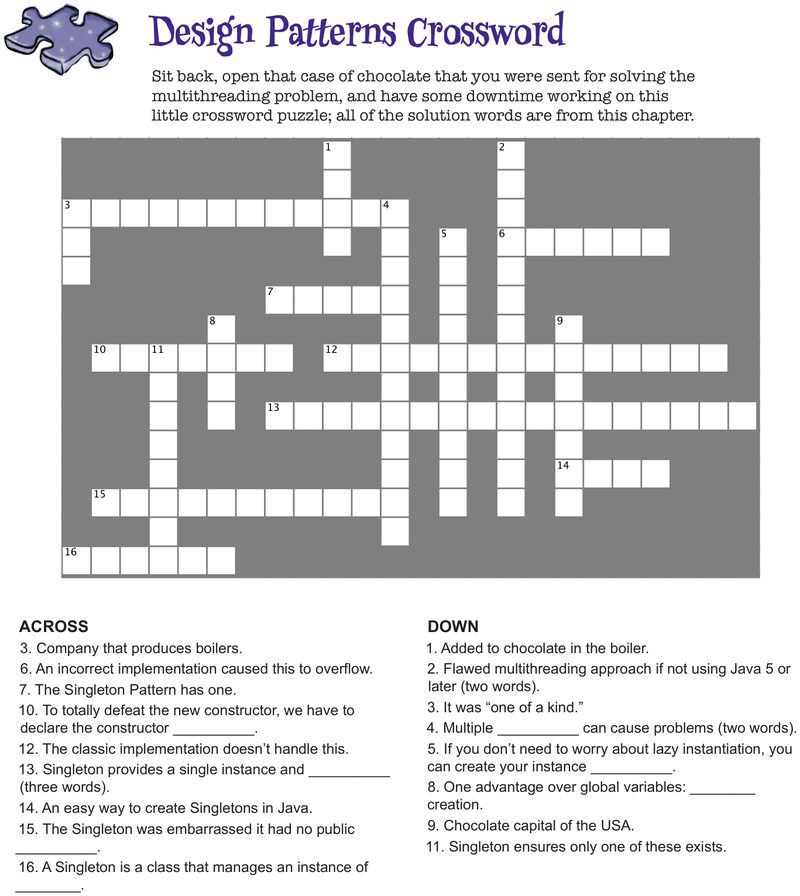 Design Patterns Crossword
Sit back, open that case of chocolate that you were sent for solving the
multithreading problem, and have some downtime working on this
little crossword puzzle; all of the solution words are from this chapter.
1 2
3 4
5 6
7
8 9
10 11 12
13
14
15
16
ACROSS
3. Company that produces boilers.
6. An incorrect implementation caused this to overflow.
7. The Singleton Pattern has one.
10. To totally defeat the new constructor, we have to
declare the constructor __________.
12. The classic implementation doesn’t handle this.
13. Singleton provides a single instance and __________
(three words).
14. An easy way to create Singletons in Java.
15. The Singleton was embarrassed it had no public
__________.
16. A Singleton is a class that manages an instance of
________.
DOWN
1. Added to chocolate in the boiler.
2. Flawed multithreading approach if not using Java 5 or
later (two words).
3. It was “one of a kind.”
4. Multiple __________ can cause problems (two words).
5. If you don’t need to worry about lazy instantiation, you
can create your instance __________.
8. One advantage over global variables: ________
creation.
9. Chocolate capital of the USA.
11. Singleton ensures only one of these exists.